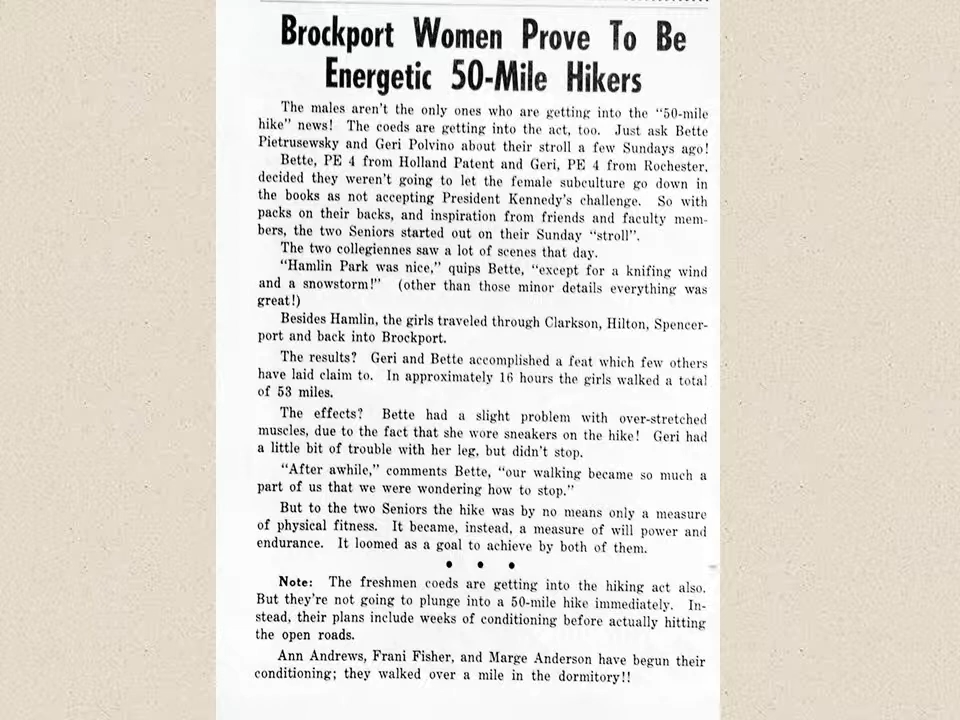 Brockport Women Prove To Be
Energetic 50-Mile Hikers
The males aren't the only ones who are getting into the "50-mile
hike" news! The coeds are getting into the act, too. Just ask Bette
Pietrusewsky and Geri Polvino about their stroll a few Sundays ago!
Bette, PE 4 from Holland Patent and Geri, PE 4 from Rochester,
decided they weren't going to let the female subculture go down in
the books as not accepting President Kennedy's challenge. So with
packs on their backs, and inspiration from friends and faculty mem-
bers, the two Seniors started out on their Sunday "stroll".
The two collegiennes saw a lot of scenes that day.
"Hamlin Park was nice," quips Bette, "except for a knifing wind
and a snowstorm!" (other than those minor details everything was
great!)
Besides Hamlin, the girls traveled through Clarkson, Hilton, Spencer-
port and back into Brockport.
The results? Geri and Bette accomplished a feat which few others
have laid claim to. In approximately 16 hours the girls walked a total
of 53 miles.
The effects? Bette had a slight problem with over-stretched
muscles, due to the fact that she wore sneakers on the hike! Geri had
a little bit of trouble with her leg, but didn't stop.
"After awhile," comments Bette, "our walking became so much a
part of us that we were wondering how to stop."
But to the two Seniors the hike was by no means only a measure
of physical fitness. It became, instead, a measure of will power and
endurance. It loomed as a goal to achieve by both of them.
• • •
Note: The freshmen coeds are getting into the hiking act also.
But they're not going to plunge into a 50-mile hike immediately. In-
stead, their plans include weeks of conditioning before actually hitting
the open roads.
Ann Andrews, Frani Fisher, and Marge Anderson have begun their
conditioning; they walked over a mile in the dormitory!!